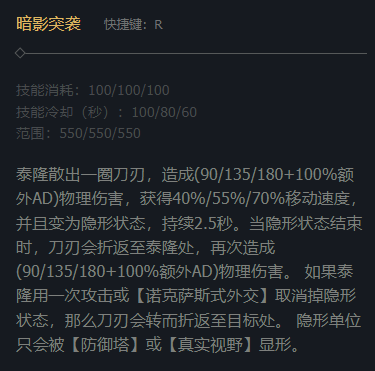 暗影突袭 快捷键：R
技能消耗：100/100/100
技能冷却（秒）：100/80/60
范围：550/550/550
泰隆散出一圈刀刃，造成(90/135/180+100%额
外AD)物理伤害，获得40%/55%/70%移动速度，
并且变为隐形状态，持续2.5秒。当隐形状态结束
时，刀刃会折返至泰隆处，再次造成
(90/135/180+100%额外AD)物理伤害。 如果泰
隆用一次攻击或【诺克萨斯式外交】取消掉隐形
状态，那么刀刃会转而折返至目标处。 隐形单位
只会被【防御塔】或【真实视野】显形。